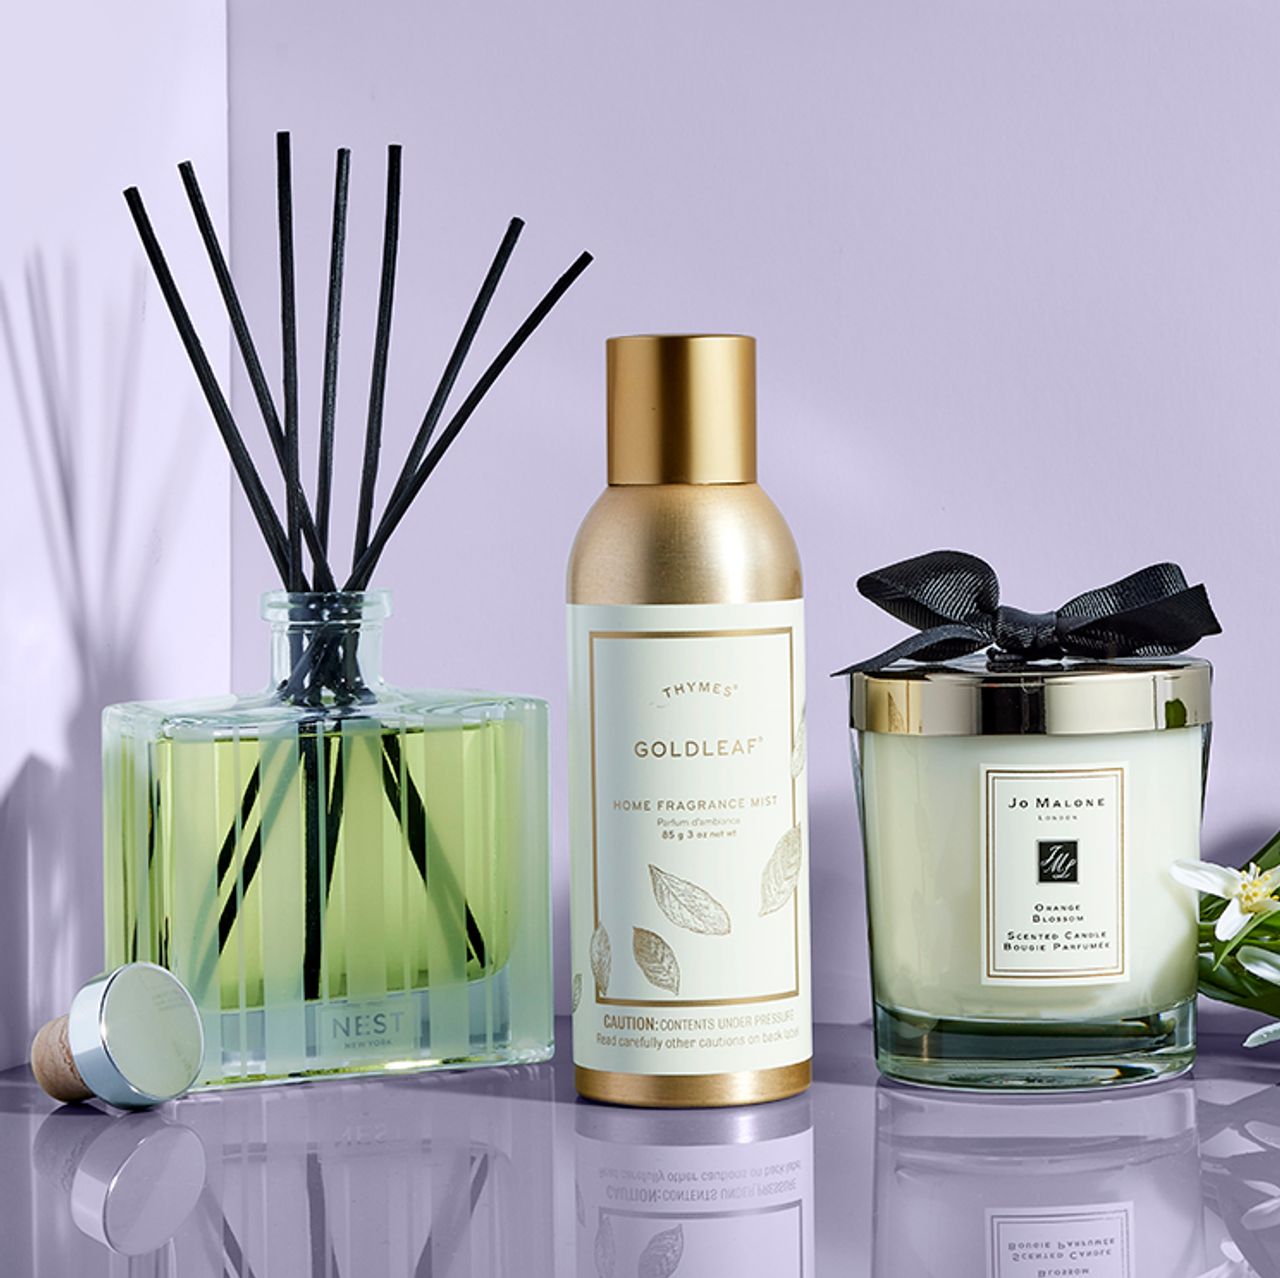 NEST
NEW YORK
THYMES®
GOLDLEAF®
HOME FRAGRANCE MIST
Parfum d'ambiance
85 g 3 oz net wt
CAUTION: CONTENTS UNDER PRESSURE
Read carefully other cautions on back label
JO MALONE
LONDON
JML
ORANGE
BLOSSOM
SCENTED CANDLE
BOUGIE PARFUMÉE